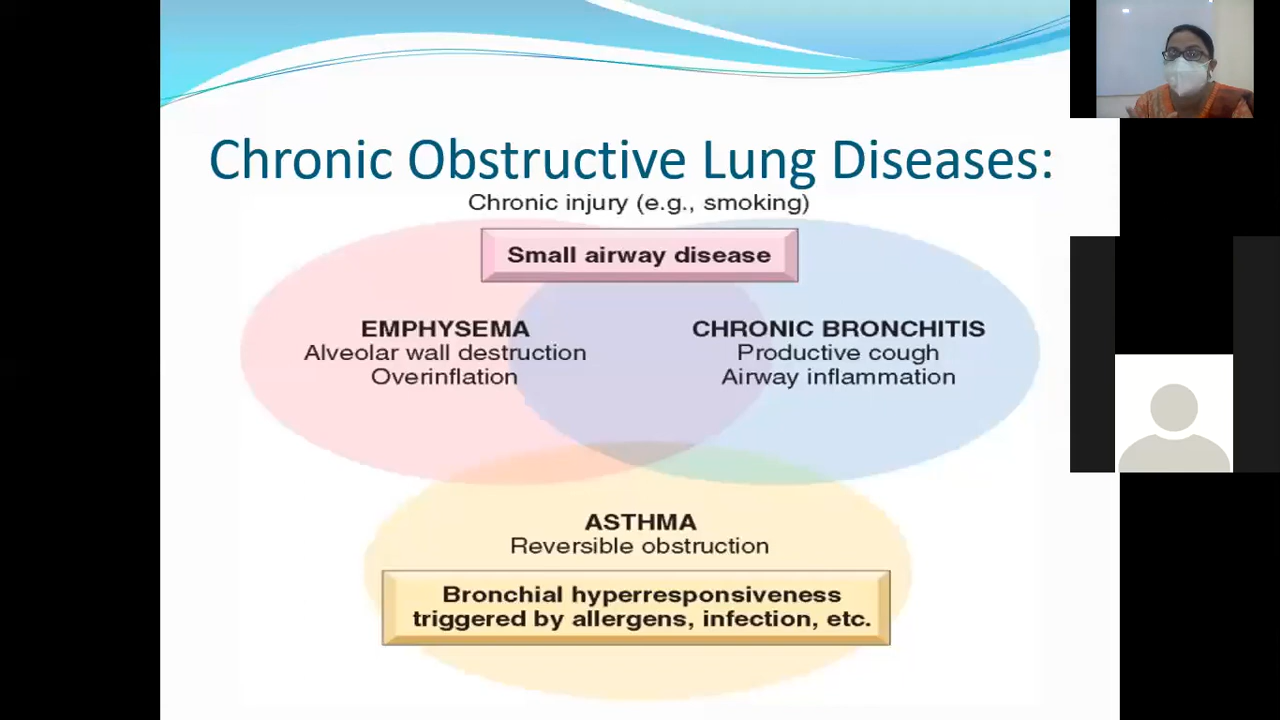 Chronic Obstructive Lung Diseases:
Chronic injury (e.g., smoking)
Small airway disease
EMPHYSEMA
Alveolar wall destruction
Overinflation
CHRONIC BRONCHITIS
Productive cough
Airway inflammation
ASTHMA
Reversible obstruction
Bronchial hyperresponsiveness
triggered by allergens, infection, etc.